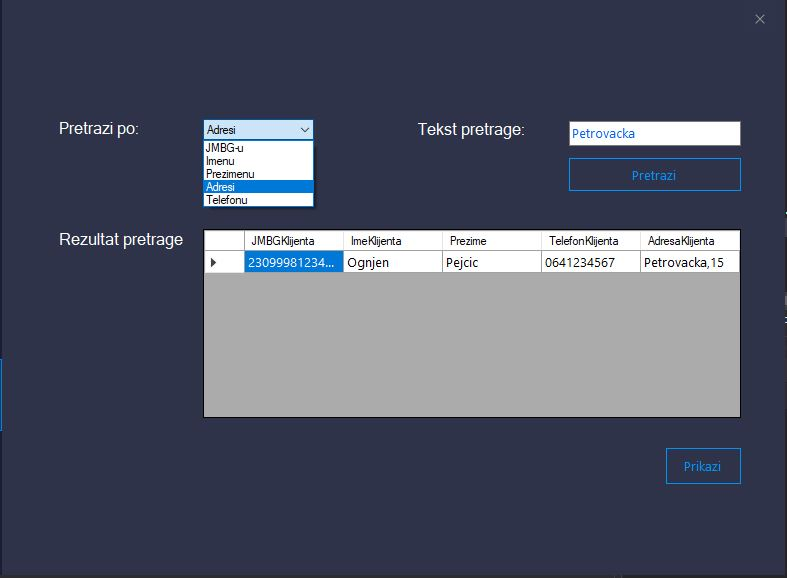 Pretrazi po:
Adresi
Tekst pretrage:
Petrovacka
JMBG-u
Imenu
Prezimenu
Adresi
Telefonu
Pretrazi
Rezultat pretrage
JMBGKlijenta ImeKlijenta Prezime TelefonKlijenta AdresaKlijenta
23099981234... Ognjen Pejcic 0641234567 Petrovacka,15
Prikazi